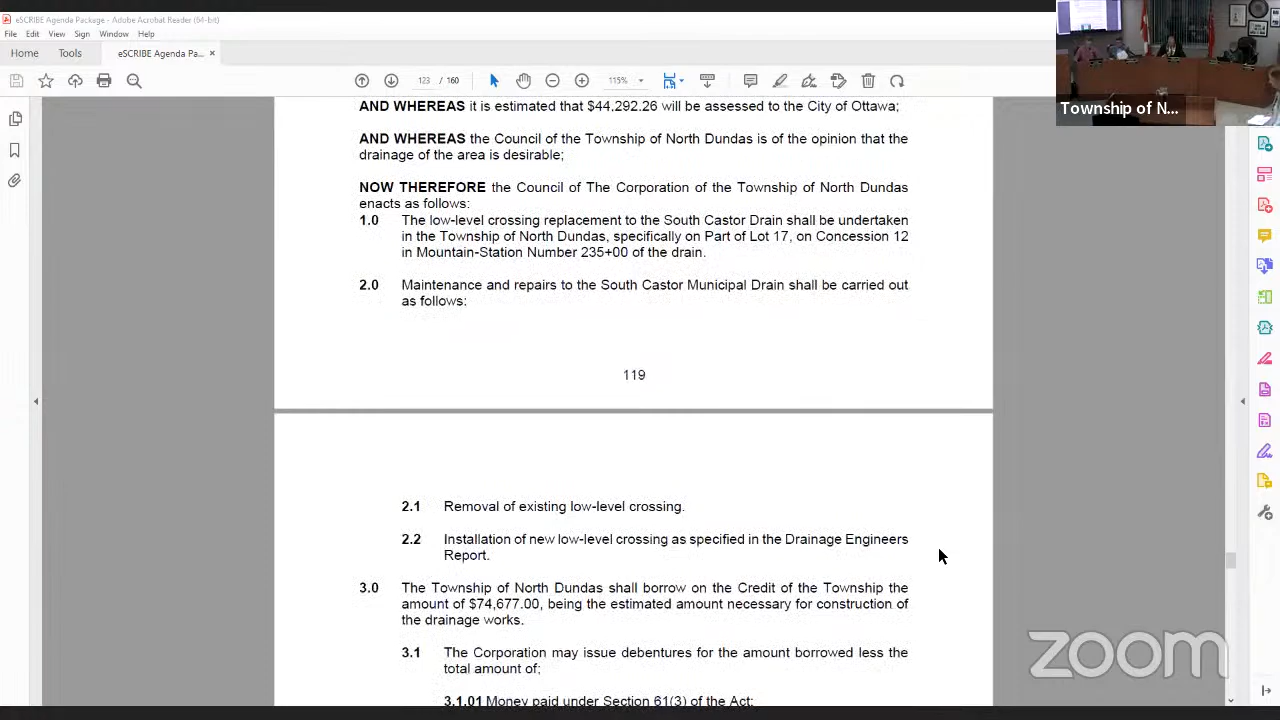 eSCRIBE Agenda Package - Adobe Acrobat Reader (64-bit)
File Edit View Sign Window Help
Home Tools eSCRIBE Agenda Pa... ×
123 / 160 115%
AND WHEREAS it is estimated that $44.292.26 will be assessed to the City of Ottawa;
AND WHEREAS the Council of the Township of North Dundas is of the opinion that the
drainage of the area is desirable;
NOW THEREFORE the Council of The Corporation of the Township of North Dundas
enacts as follows:
1.0 The low-level crossing replacement to the South Castor Drain shall be undertaken
in the Township of North Dundas, specifically on Part of Lot 17, on Concession 12
in Mountain-Station Number 235+00 of the drain.
2.0 Maintenance and repairs to the South Castor Municipal Drain shall be carried out
as follows:
119
2.1 Removal of existing low-level crossing.
2.2 Installation of new low-level crossing as specified in the Drainage Engineers
Report.
3.0 The Township of North Dundas shall borrow on the Credit of the Township the
amount of $74,677.00, being the estimated amount necessary for construction of
the drainage works.
3.1 The Corporation may issue debentures for the amount borrowed less the
total amount of;
3.1.01 Money paid under Section 61(3) of the Act;
Township of N...
zoom